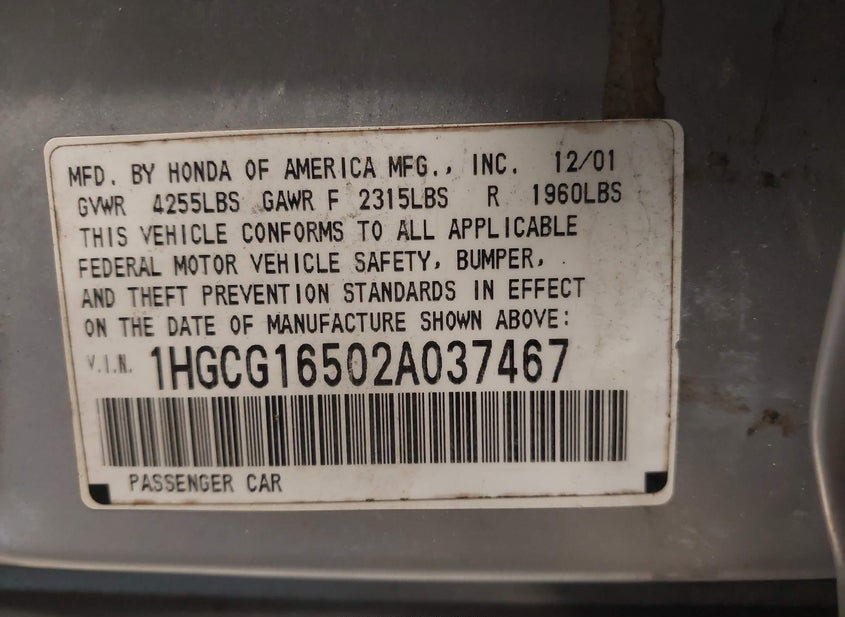 MFD. BY HONDA OF AMERICA MFG., INC. 12/01
GVWR 4255LBS GAWR F 2315LBS R 1960LBS
THIS VEHICLE CONFORMS TO ALL APPLICABLE
FEDERAL MOTOR VEHICLE SAFETY, BUMPER,
AND THEFT PREVENTION STANDARDS IN EFFECT
ON THE DATE OF MANUFACTURE SHOWN ABOVE:
V.I.N. 1HGCG16502A037467
PASSENGER CAR